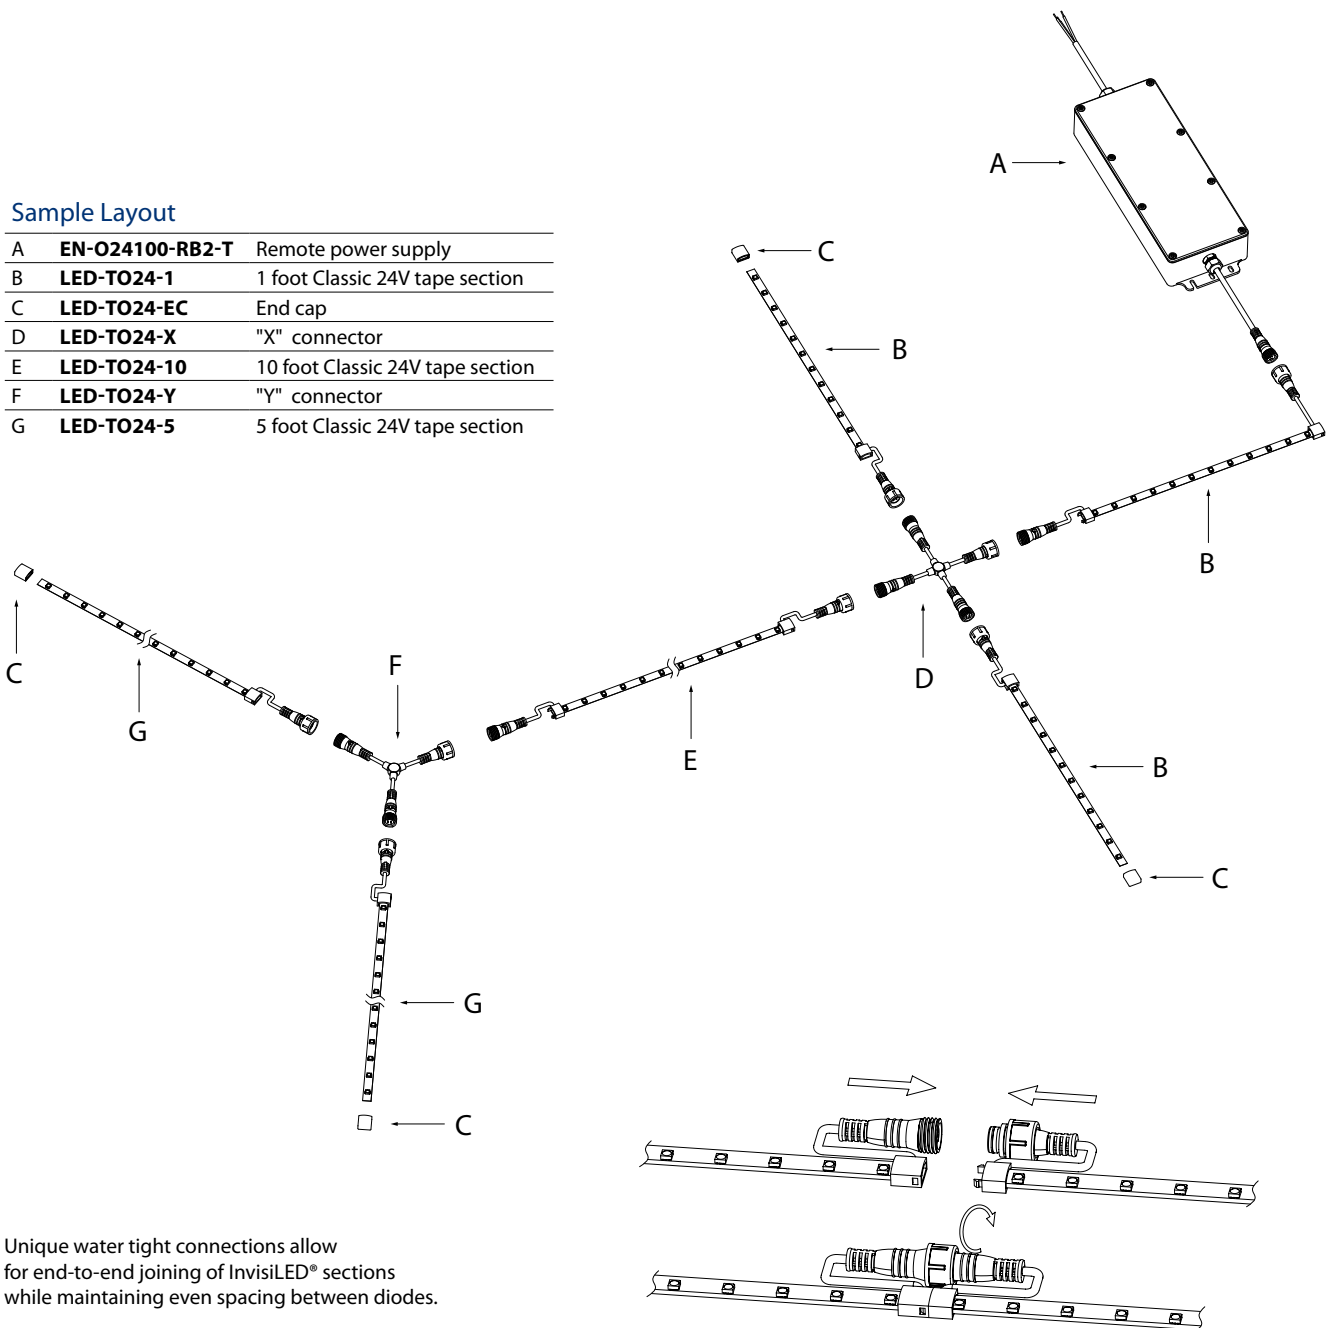 Sample Layout
A EN-O24100-RB2-T Remote power supply
B LED-TO24-1 1 foot Classic 24V tape section
C LED-TO24-EC End cap
D LED-TO24-X "X" connector
E LED-TO24-10 10 foot Classic 24V tape section
F LED-TO24-Y "Y" connector
G LED-TO24-5 5 foot Classic 24V tape section
A
C
B
B
C
G
F
E
D
B
C
G
C
Unique water tight connections allow
for end-to-end joining of InvisiLED® sections
while maintaining even spacing between diodes.